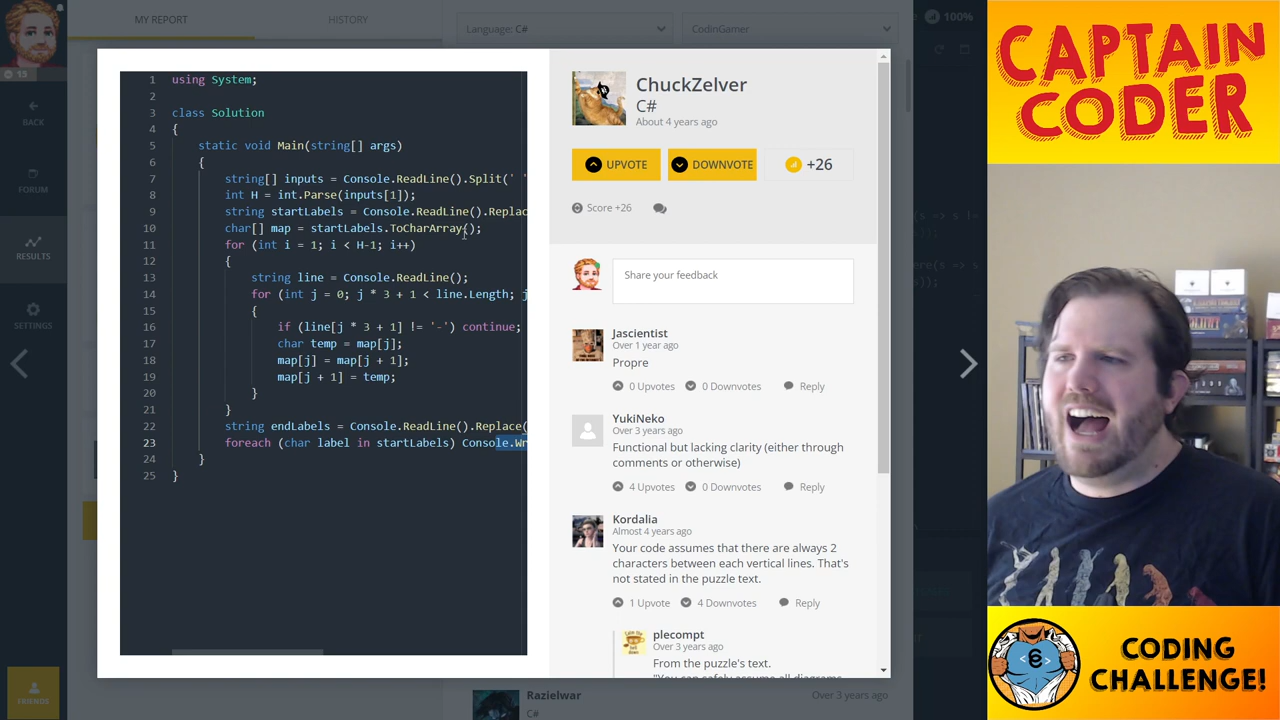 MY REPORT
HISTORY
Language: C#
CodinGamer
100%
15
BACK
FORUM
RESULTS
SETTINGS
FRIENDS
1 using System;
2
3 class Solution
4 {
5 static void Main(string[] args)
6 {
7 string[] inputs = Console.ReadLine().Split(' '
8 int H = int.Parse(inputs[1]);
9 string startLabels = Console.ReadLine().Replac
10 char[] map = startLabels.ToCharArray();
11 for (int i = 1; i < H-1; i++)
12 {
13 string line = Console.ReadLine();
14 for (int j = 0; j * 3 + 1 < line.Length; j
15 {
16 if (line[j * 3 + 1] != '-') continue;
17 char temp = map[j];
18 map[j] = map[j + 1];
19 map[j + 1] = temp;
20 }
21 }
22 string endLabels = Console.ReadLine().Replace(
23 foreach (char label in startLabels) Console.Wr
24 }
25 }
ChuckZelver
C#
About 4 years ago
UPVOTE
DOWNVOTE
+26
Score +26
Share your feedback
Jascientist
Over 1 year ago
Propre
0 Upvotes 0 Downvotes Reply
YukiNeko
Over 3 years ago
Functional but lacking clarity (either through
comments or otherwise)
4 Upvotes 0 Downvotes Reply
Kordalia
Almost 4 years ago
Your code assumes that there are always 2
characters between each vertical lines. That's
not stated in the puzzle text.
1 Upvote 4 Downvotes Reply
plecompt
Over 3 years ago
From the puzzle's text.
"You can safely assume all diagrams
Razielwar
Over 3 years ago
C#
CAPTAIN
CODER
CODING
CHALLENGE!